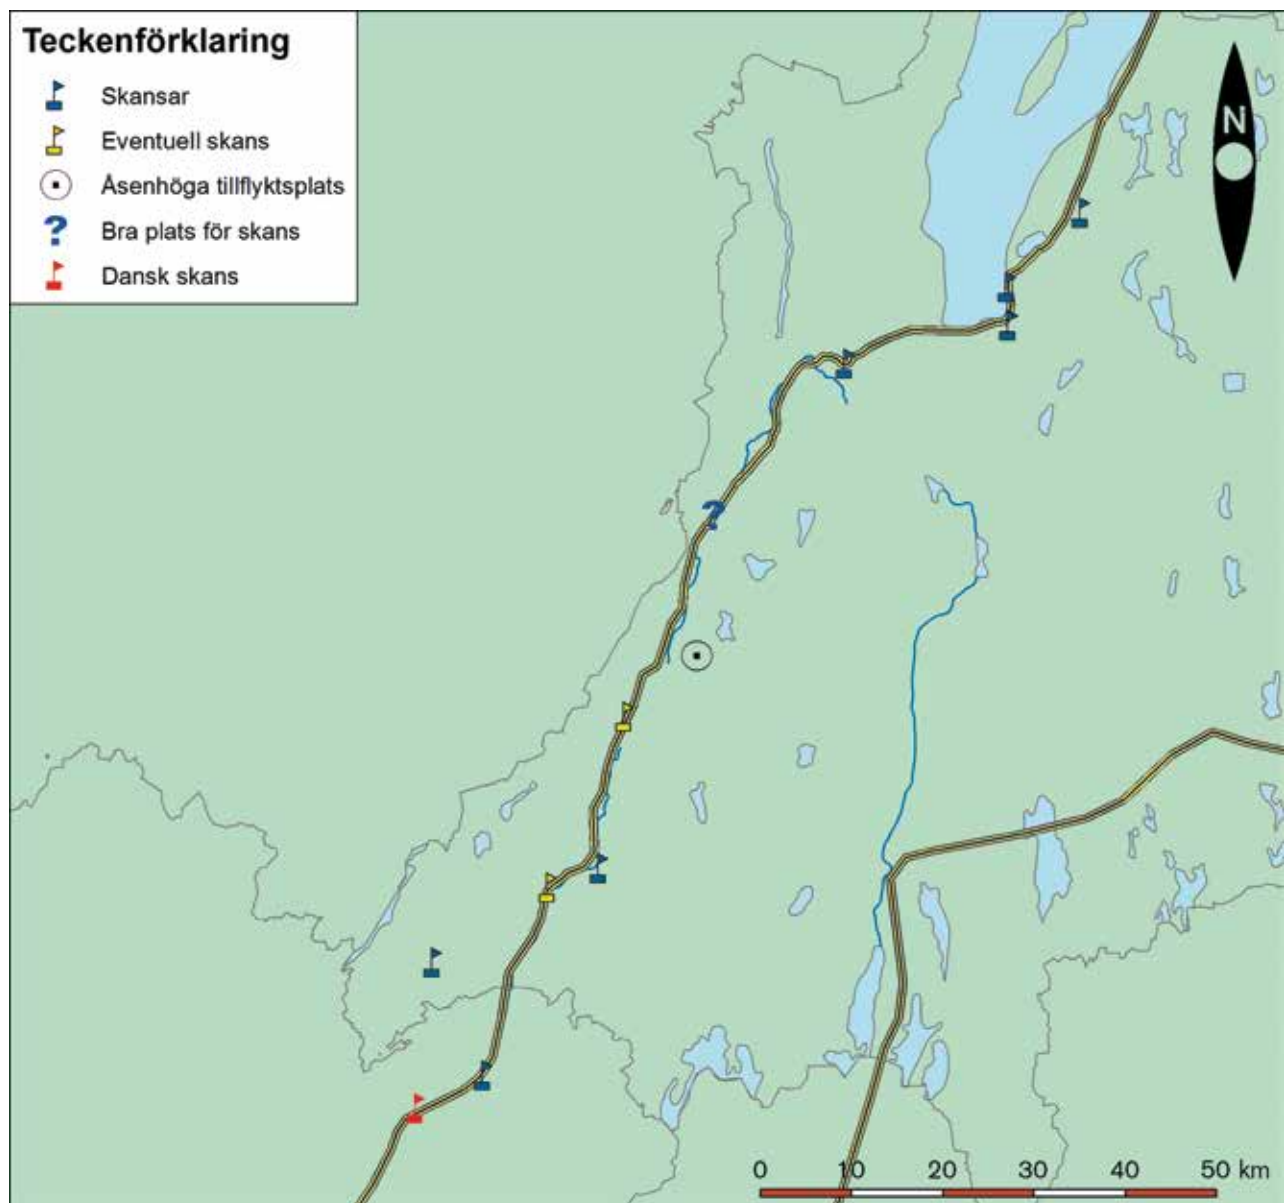 Teckenförklaring
Skansar
Eventuell skans
Åsenhöga tillflyktsplats
? Bra plats för skans
Dansk skans
N
?
0 10 20 30 40 50 km